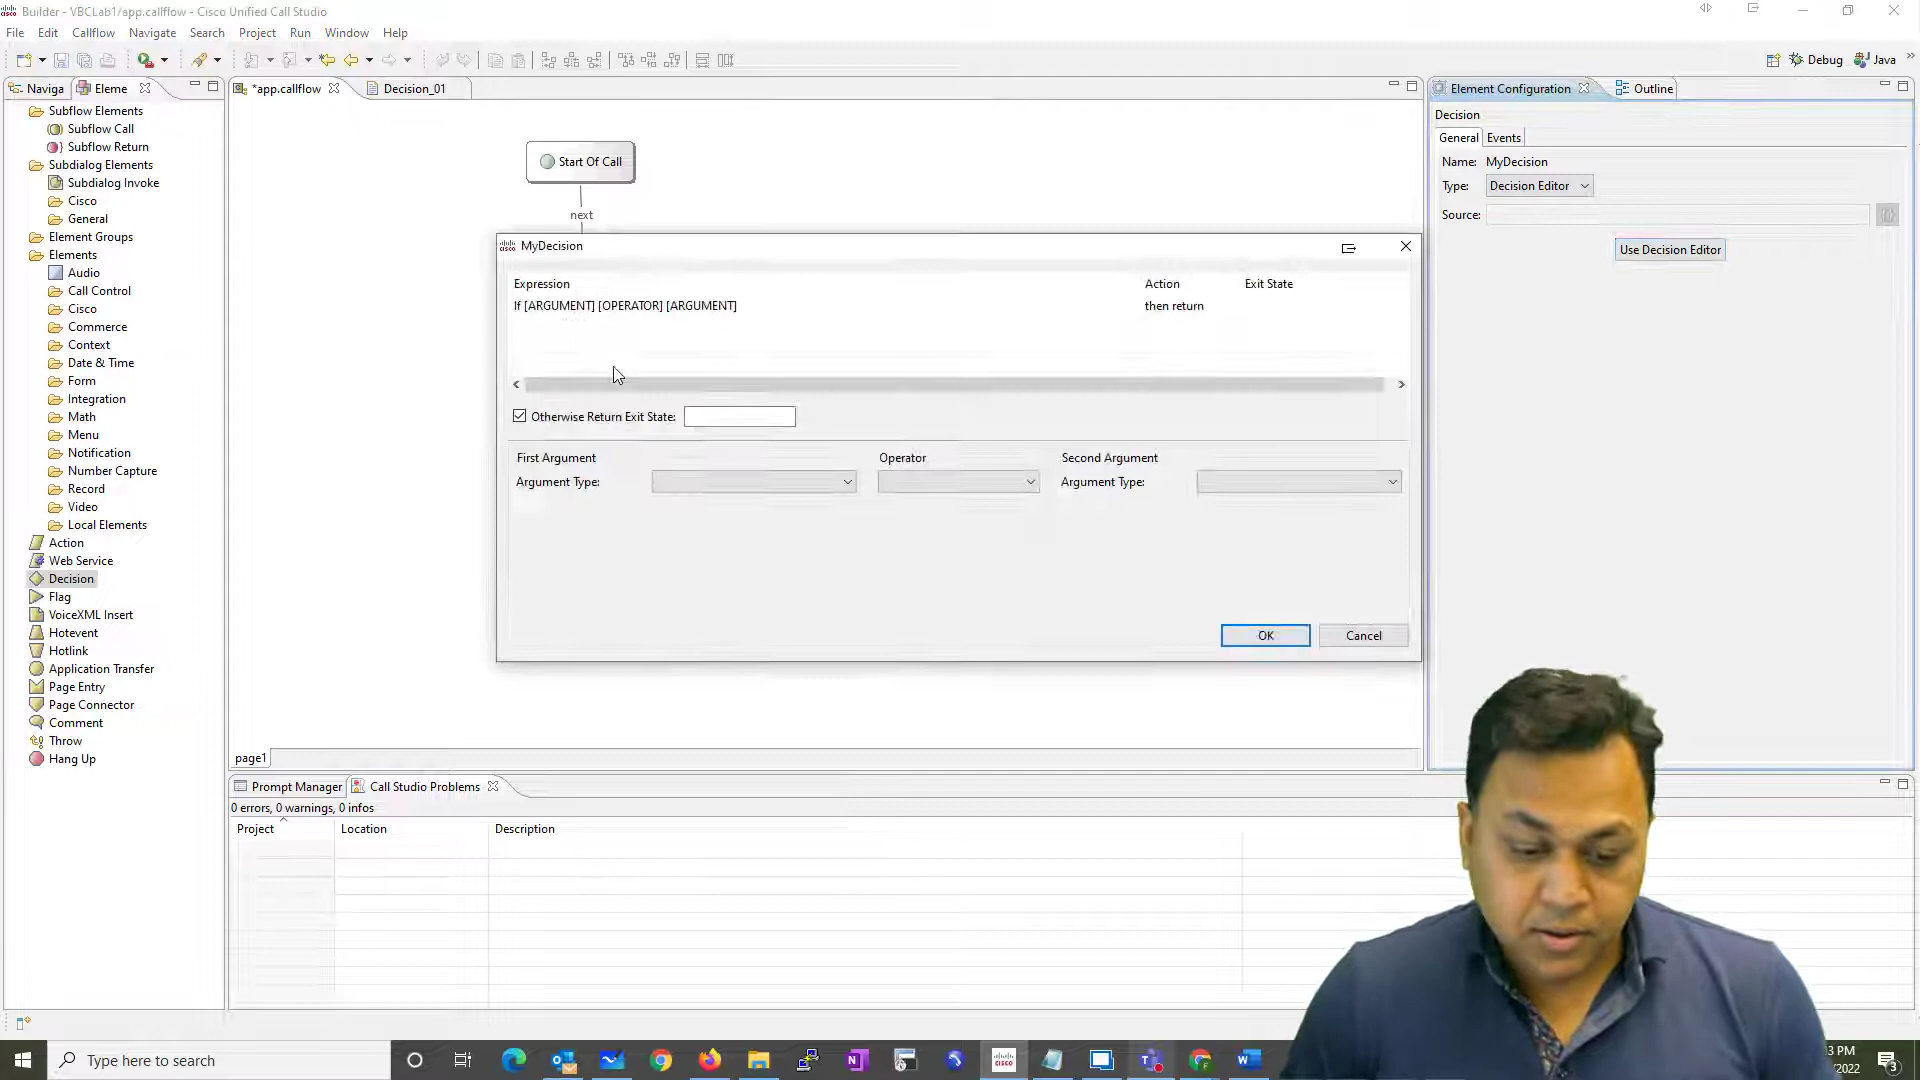 Builder - VBCLab1/app.callflow - Cisco Unified Call Studio
File Edit Callflow Navigate Search Project Run Window Help
Debug Java
Naviga Eleme
*app.callflow Decision_01
Element Configuration Outline
Subflow Elements
Subflow Call
Subflow Return
Subdialog Elements
Subdialog Invoke
Cisco
General
Element Groups
Elements
Audio
Call Control
Cisco
Commerce
Context
Date & Time
Form
Integration
Math
Menu
Notification
Number Capture
Record
Video
Local Elements
Action
Web Service
Decision
Flag
VoiceXML Insert
Hotevent
Hotlink
Application Transfer
Page Entry
Page Connector
Comment
Throw
Hang Up
Start Of Call
next
MyDecision
Expression Action Exit State
If [ARGUMENT] [OPERATOR] [ARGUMENT] then return
Otherwise Return Exit State:
First Argument Operator Second Argument
Argument Type: Argument Type:
OK Cancel
page1
Decision
General Events
Name: MyDecision
Type: Decision Editor
Source:
Use Decision Editor
Prompt Manager Call Studio Problems
0 errors, 0 warnings, 0 infos
Project Location Description
Type here to search
3 PM
/2022
3